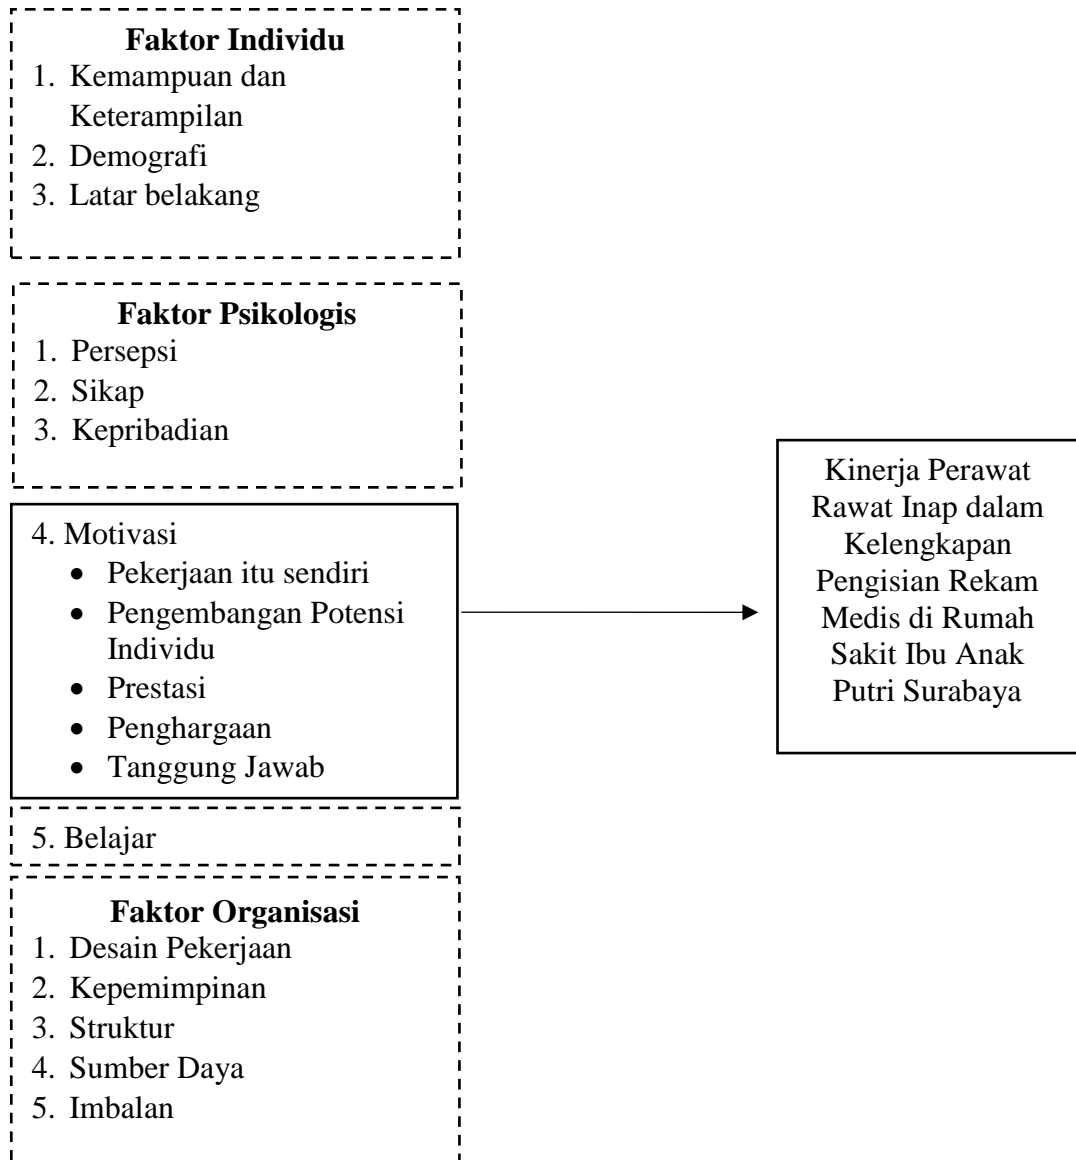 Faktor Individu
1. Kemampuan dan
Keterampilan
2. Demografi
3. Latar belakang
Faktor Psikologis
1. Persepsi
2. Sikap
3. Kepribadian
4. Motivasi
• Pekerjaan itu sendiri
• Pengembangan Potensi
Individu
• Prestasi
• Penghargaan
• Tanggung Jawab
5. Belajar
Faktor Organisasi
1. Desain Pekerjaan
2. Kepemimpinan
3. Struktur
4. Sumber Daya
5. Imbalan
Kinerja Perawat
Rawat Inap dalam
Kelengkapan
Pengisian Rekam
Medis di Rumah
Sakit Ibu Anak
Putri Surabaya